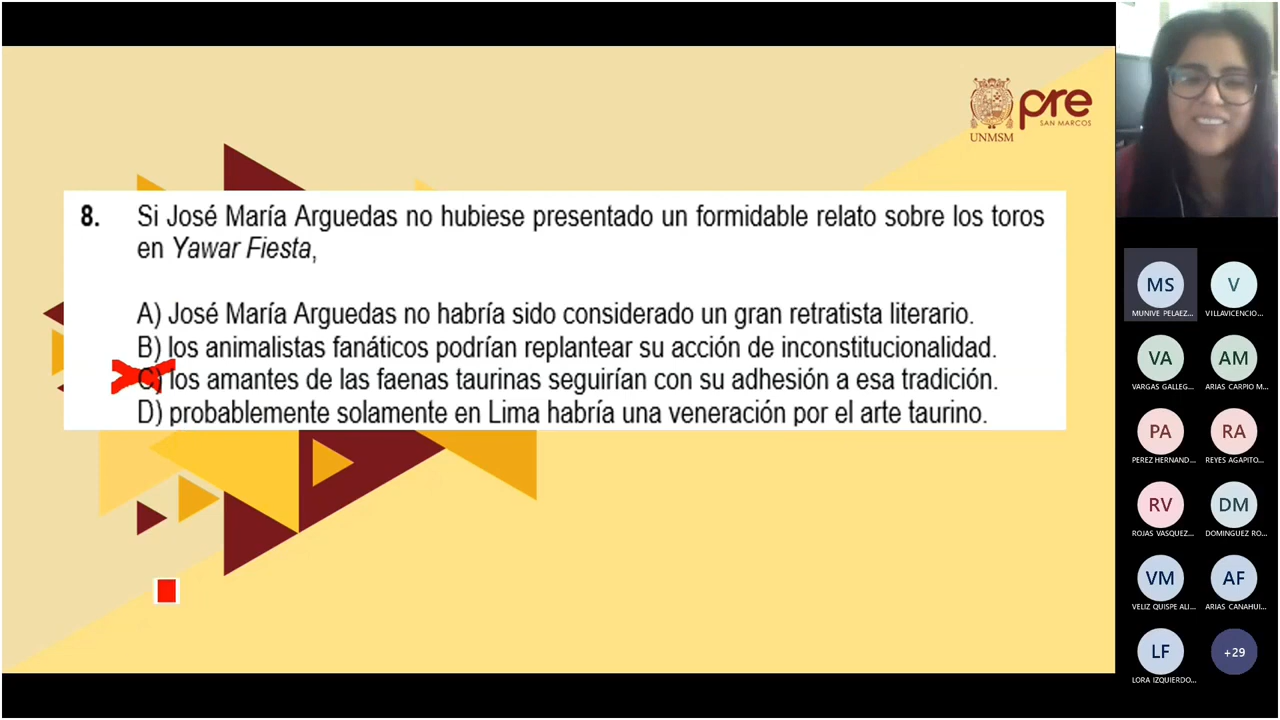 UNMSM
pre
SAN MARCOS
8. Si José María Arguedas no hubiese presentado un formidable relato sobre los toros
en Yawar Fiesta,
A) José María Arguedas no habría sido considerado un gran retratista literario.
B) los animalistas fanáticos podrían replantear su acción de inconstitucionalidad.
C) los amantes de las faenas taurinas seguirían con su adhesión a esa tradición.
D) probablemente solamente en Lima habría una veneración por el arte taurino.
MS
V
MUNIVE PELAEZ...
VILLAVICENCIO...
VA
AM
VARGAS GALLEG...
ARIAS CARPIO M...
PA
RA
PEREZ HERNAND...
REYES AGAPITO...
RV
DM
ROJAS VASQUEZ...
DOMINGUEZ RO...
VM
AF
VELIZ QUISPE ALI...
ARIAS CANAHUI...
LF
+29
LORA IZQUIERDO...